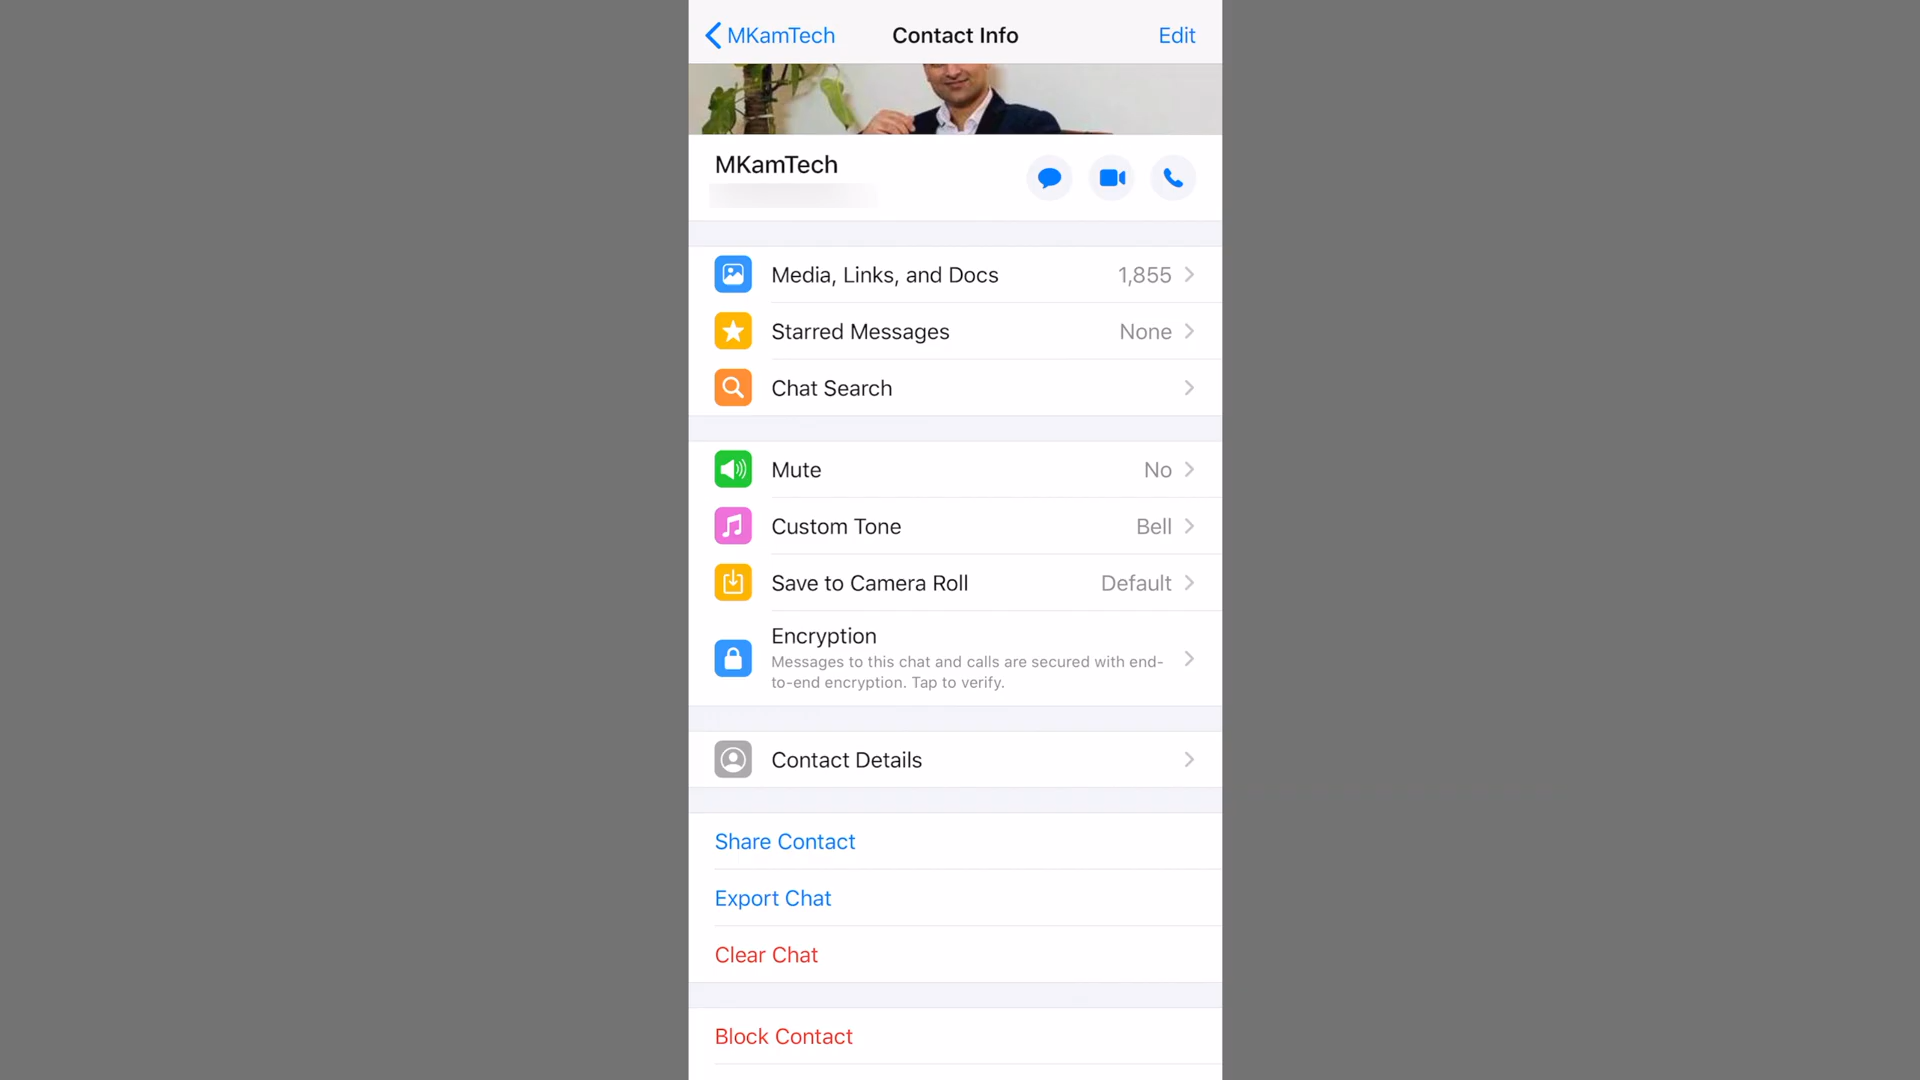 MKamTech Contact Info Edit
MKamTech
Media, Links, and Docs 1,855
Starred Messages None
Chat Search
Mute No
Custom Tone Bell
Save to Camera Roll Default
Encryption
Messages to this chat and calls are secured with end-
to-end encryption. Tap to verify.
Contact Details
Share Contact
Export Chat
Clear Chat
Block Contact